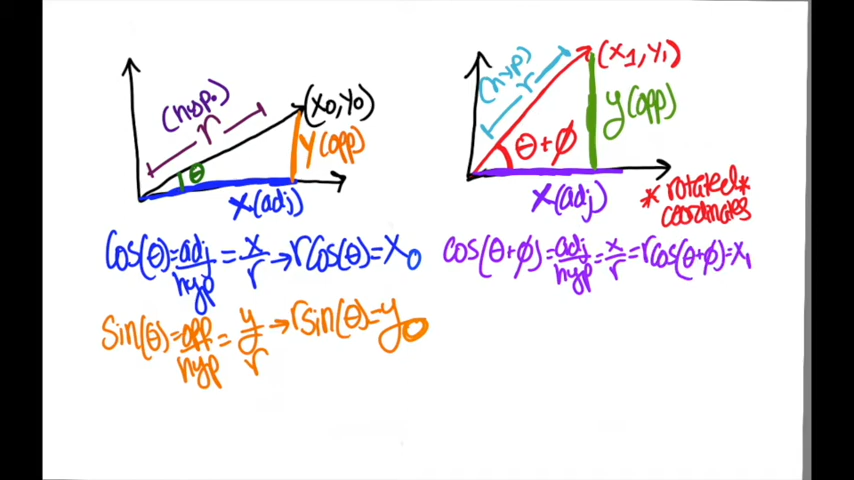 (hyp.)
r
(x0,y0)
θ
y(opp)
x(adj)
cos(θ)=adj/hyp=x/r→rcos(θ)=x0
sin(θ)=opp/hyp=y/r→rsin(θ)=y0
(hyp)
r
(x1,y1)
θ+ϕ
y(opp)
x(adj)
*rotated*
coordinates
cos(θ+ϕ)=adj/hyp=x/r=rcos(θ+ϕ)=x1